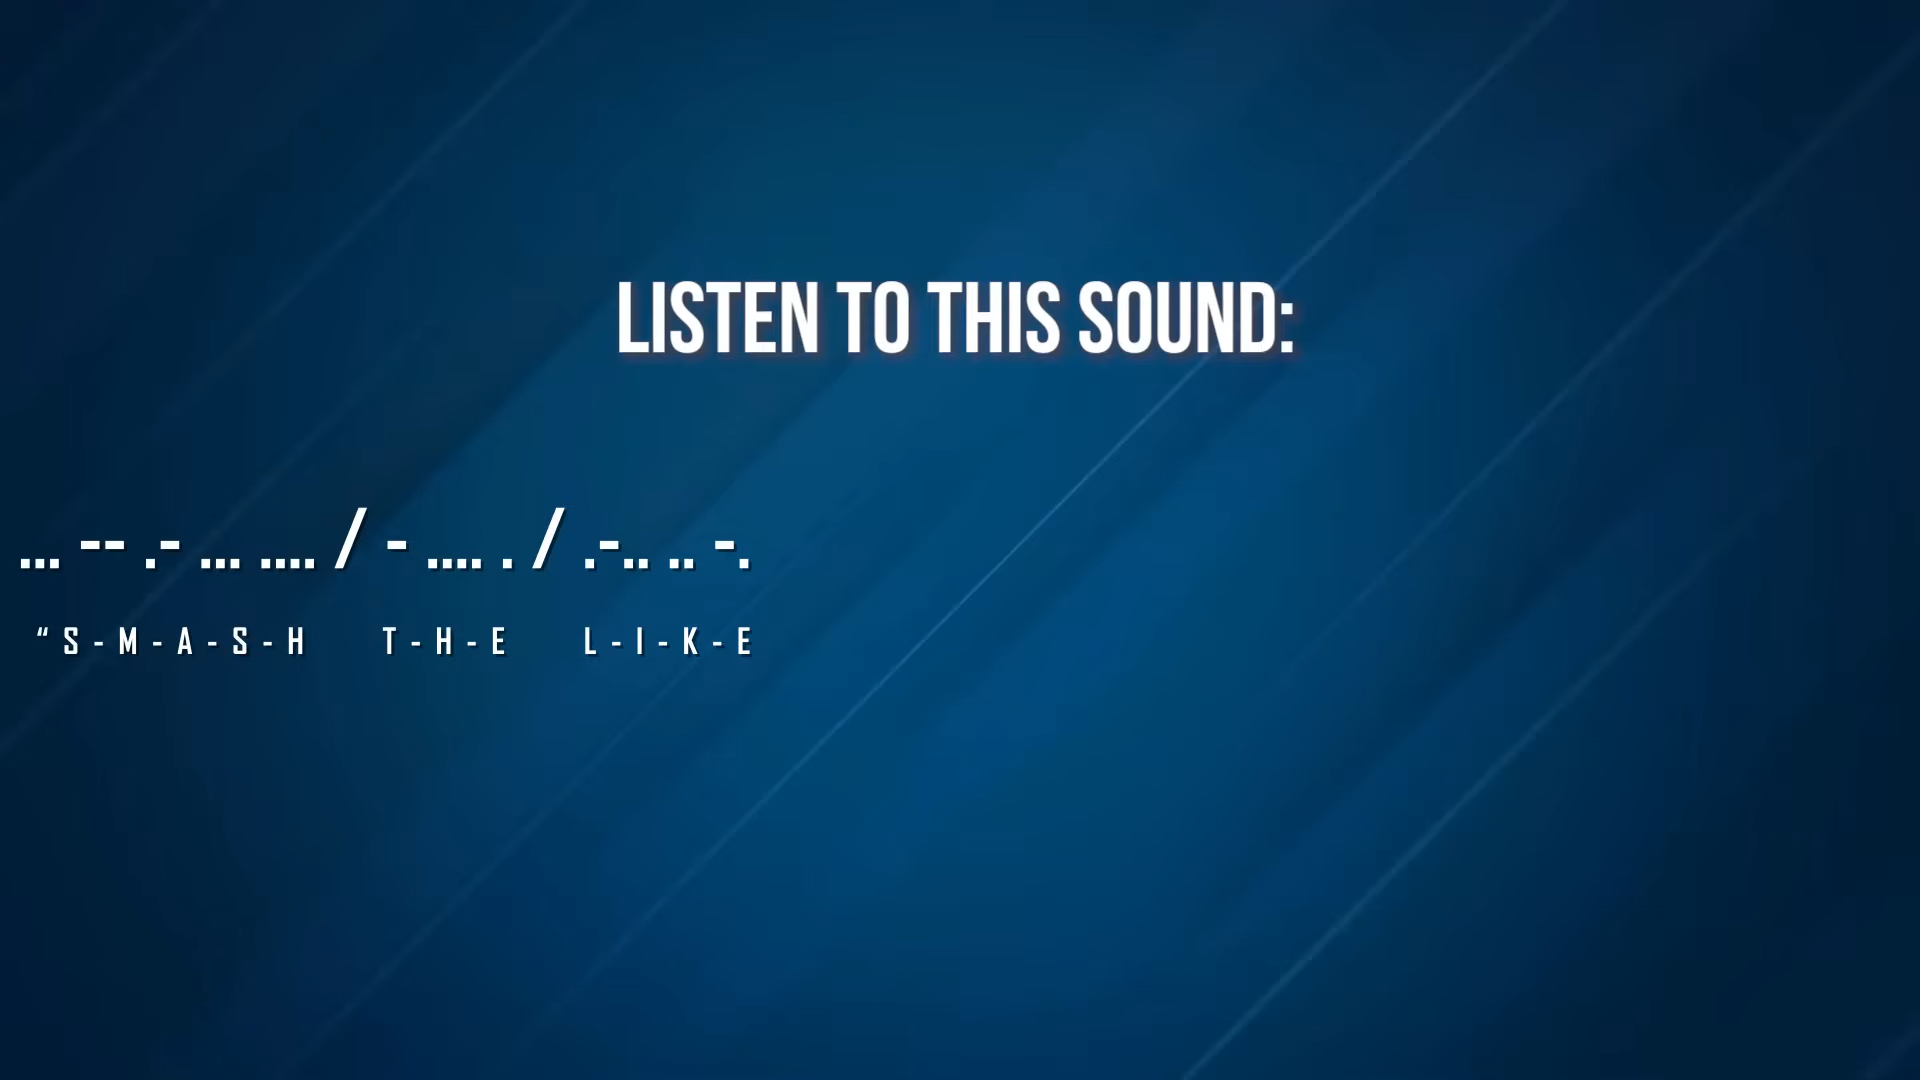 LISTEN TO THIS SOUND:
... -- .- ... .... / - .... . / .-.. .. -.
“S-M-A-S-H T-H-E L-I-K-E